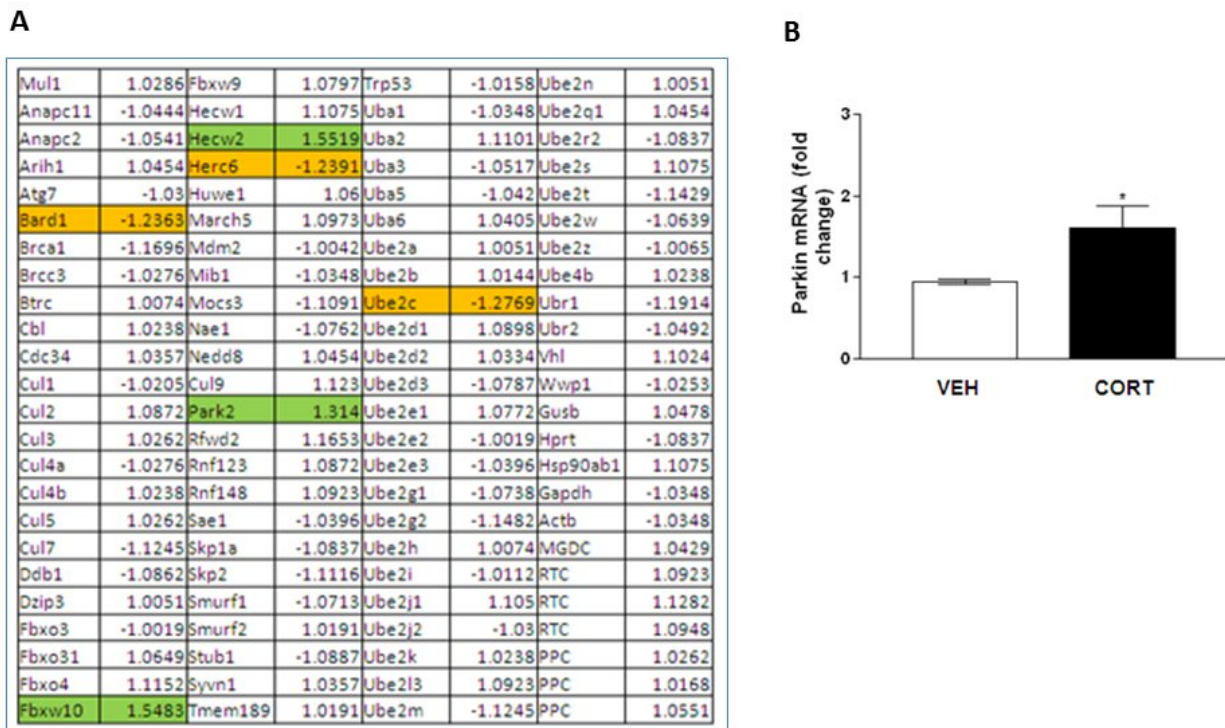 A
B
Mul1 1.0286 Fbxw9 1.0797 Trp53 -1.0158 Ube2n 1.0051
Anapc11 -1.0444 Hecw1 1.1075 Uba1 -1.0348 Ube2q1 1.0454
Anapc2 -1.0541 Hecw2 1.5519 Uba2 1.1101 Ube2r2 -1.0837
Arih1 1.0454 Herc6 -1.2391 Uba3 -1.0517 Ube2s 1.1075
Atg7 -1.03 Huwe1 1.06 Uba5 -1.042 Ube2t -1.1429
Bard1 -1.2363 March5 1.0973 Uba6 1.0405 Ube2w -1.0639
Brca1 -1.1696 Mdm2 -1.0042 Ube2a 1.0051 Ube2z -1.0065
Brcc3 -1.0276 Mib1 -1.0348 Ube2b 1.0144 Ube4b 1.0238
Btrc 1.0074 Mocs3 -1.1091 Ube2c -1.2769 Ubr1 -1.1914
Cbl 1.0238 Nae1 -1.0762 Ube2d1 1.0898 Ubr2 -1.0492
Cdc34 1.0357 Nedd8 1.0454 Ube2d2 1.0334 Vhl 1.1024
Cul1 -1.0205 Cul9 1.123 Ube2d3 -1.0787 Wwp1 -1.0253
Cul2 1.0872 Park2 1.314 Ube2e1 1.0772 Gusb 1.0478
Cul3 1.0262 Rfwd2 1.1653 Ube2e2 -1.0019 Hprt -1.0837
Cul4a -1.0276 Rnf123 1.0872 Ube2e3 -1.0396 Hsp90ab1 1.1075
Cul4b 1.0238 Rnf148 1.0923 Ube2g1 -1.0738 Gapdh -1.0348
Cul5 1.0262 Sae1 -1.0396 Ube2g2 -1.1482 Actb -1.0348
Cul7 -1.1245 Skp1a -1.0837 Ube2h 1.0074 MGDC 1.0429
Ddb1 -1.0862 Skp2 -1.1116 Ube2i -1.0112 RTC 1.0923
Dzip3 1.0051 Smurf1 -1.0713 Ube2j1 1.105 RTC 1.1282
Fbxo3 -1.0019 Smurf2 1.0191 Ube2j2 -1.03 RTC 1.0948
Fbxo31 1.0649 Stub1 -1.0887 Ube2k 1.0238 PPC 1.0262
Fbxo4 1.1152 Syvn1 1.0357 Ube2l3 1.0923 PPC 1.0168
Fbxw10 1.5483 Tmem189 1.0191 Ube2m -1.1245 PPC 1.0551
Parkin mRNA (fold
change)
3
2
1
0
*
VEH CORT